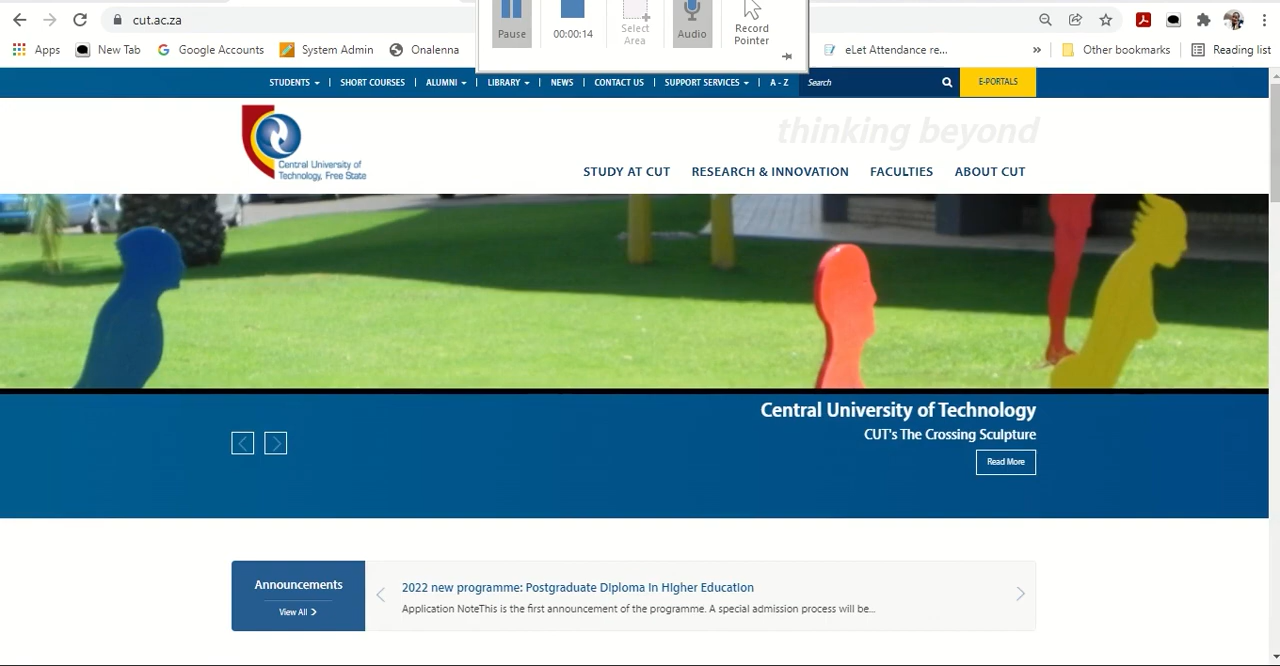 cut.ac.za
Pause
00:00:14
Select
Area
Audio
Record
Pointer
Apps
New Tab
Google Accounts
System Admin
Onalenna
eLet Attendance re...
»
Other bookmarks
Reading list
STUDENTS
SHORT COURSES
ALUMNI
LIBRARY
NEWS
CONTACT US
SUPPORT SERVICES
A - Z
Search
E-PORTALS
Central University of
Technology, Free State
thinking beyond
STUDY AT CUT
RESEARCH & INNOVATION
FACULTIES
ABOUT CUT
Central University of Technology
CUT's The Crossing Sculpture
Read More
Announcements
View All
2022 new programme: Postgraduate Diploma in Higher Education
Application NoteThis is the first announcement of the programme. A special admission process will be...